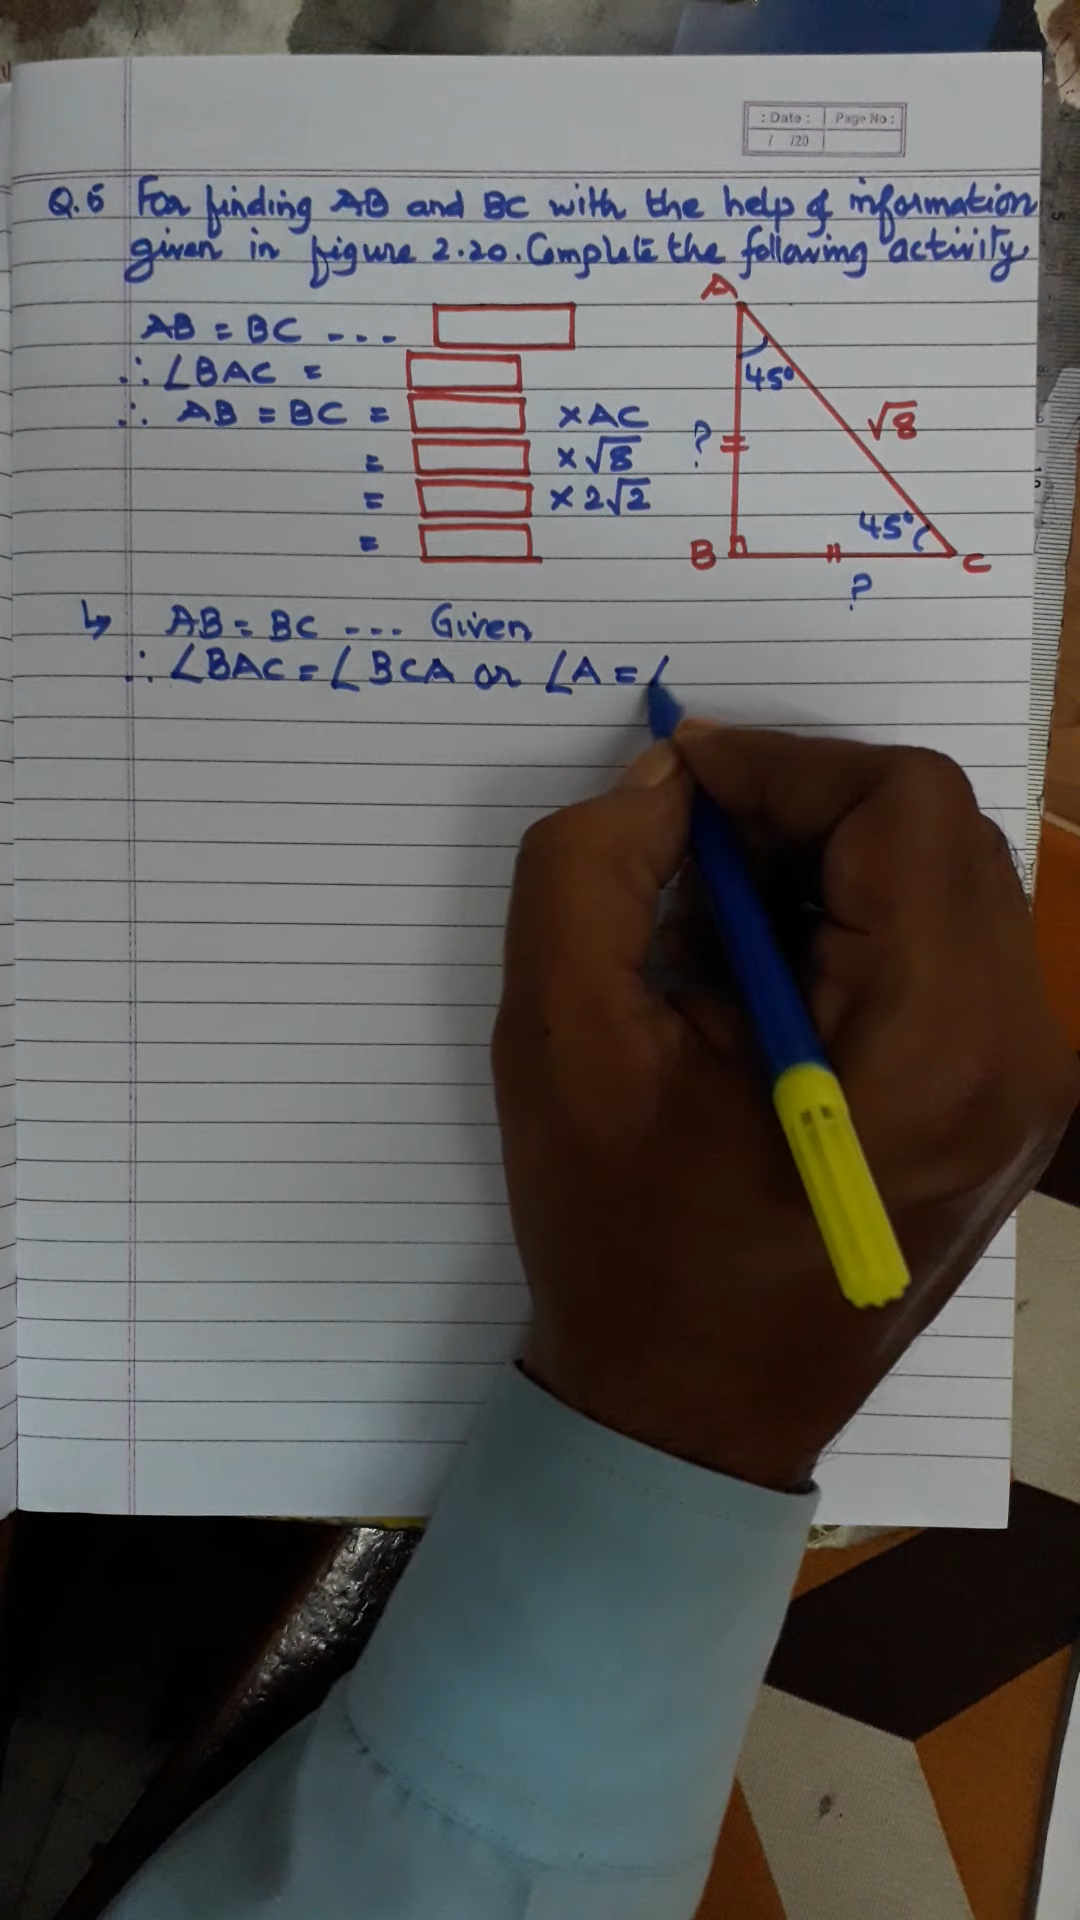 : Date :
Page No :
/ /20
Q.5 For finding AB and BC with the help of information
given in figure 2.20. Complete the following activity
AB = BC ...
∴ ∠BAC =
∴ AB = BC = × AC
= × √8
= × 2√2
=
A
45°
√8
?
45°
B
C
?
↳ AB = BC ... Given
∴ ∠BAC = ∠BCA or ∠A = ∠